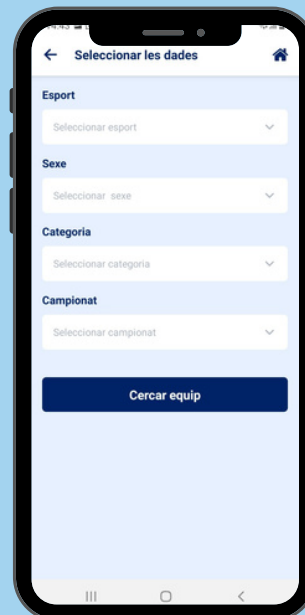 Seleccionar les dades
Esport
Seleccionar esport
Sexe
Seleccionar sexe
Categoria
Seleccionar categoria
Campionat
Seleccionar campionat
Cercar equip